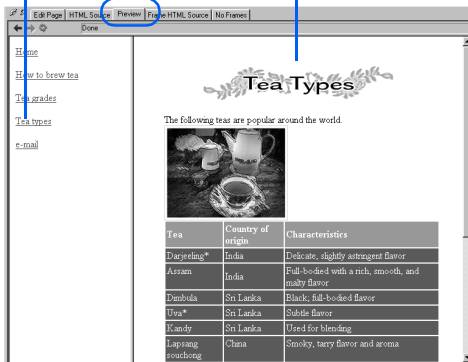 Edit Page HTML Source Preview Frame HTML Source No Frames
Done
Home
How to brew tea
Tea grades
Tea types
e-mail
Tea Types
The following teas are popular around the world.
Tea Country of origin Characteristics
Darjeeling* India Delicate, slightly astringent flavor
Assam India Full-bodied with a rich, smooth, and
malty flavor
Dimbula Sri Lanka Black; full-bodied flavor
Uva* Sri Lanka Subtle flavor
Kandy Sri Lanka Used for blending
Lapsang China Smoky, tarry flavor and aroma
souchong